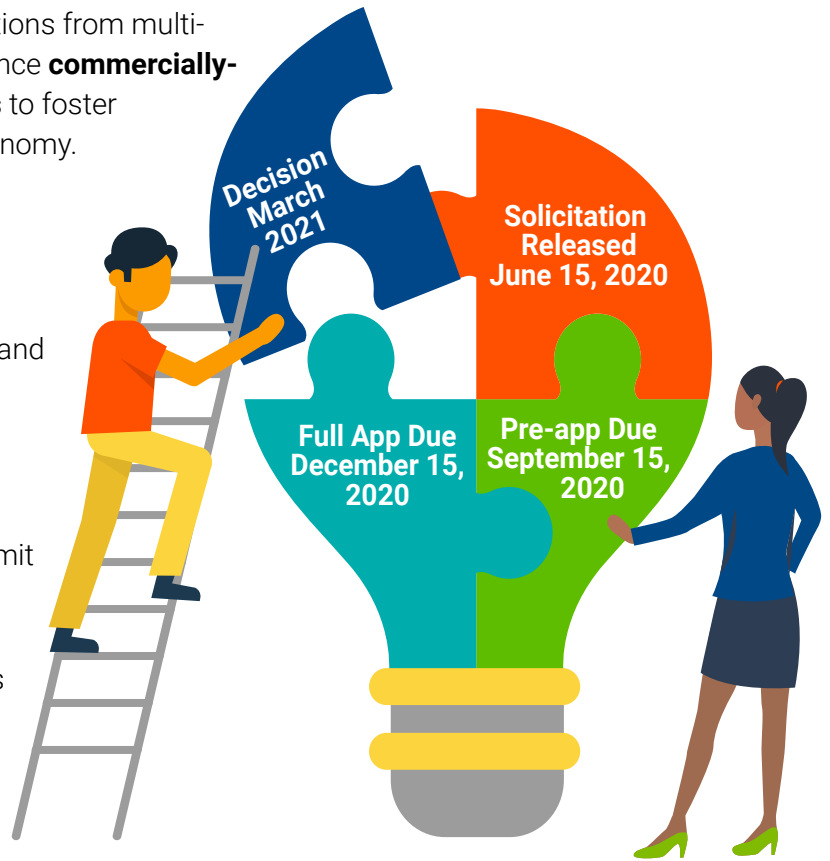 tions from multi-
nce commercially-
s to foster
nomy.
and
mit
s
Decision
March
2021
Solicitation
Released
June 15, 2020
Pre-app Due
September 15,
2020
Full App Due
December 15,
2020